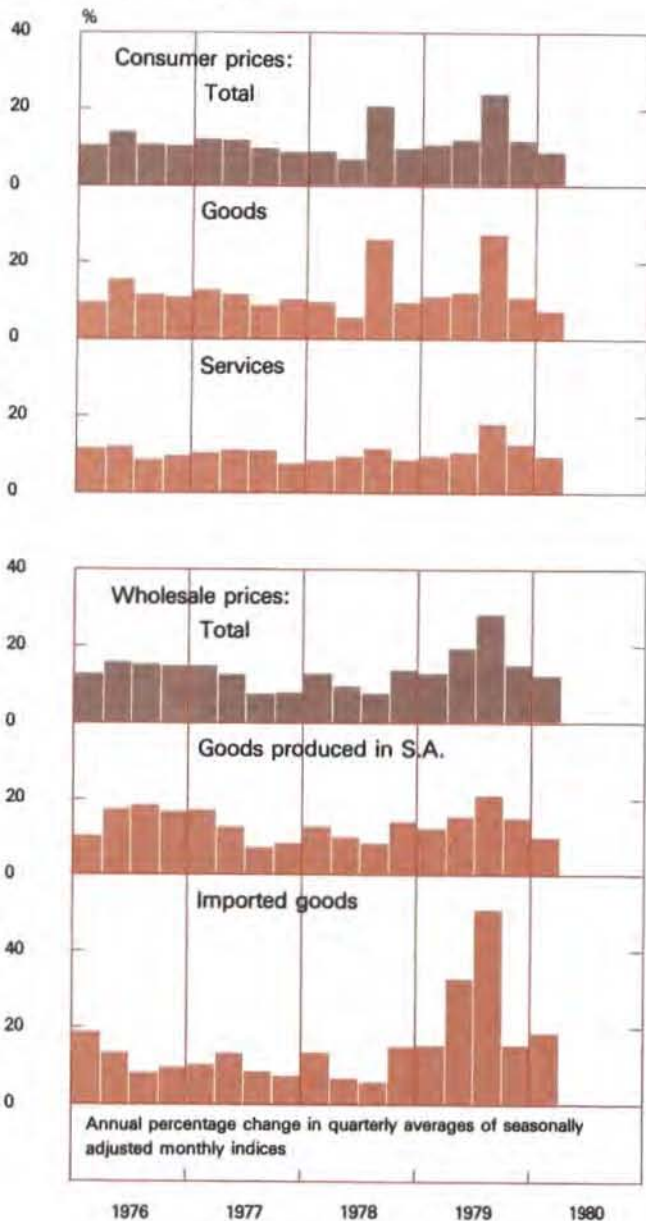 %
40
Consumer prices:
Total
20
0
Goods
20
0
Services
20
0
40
Wholesale prices:
Total
20
0
Goods produced in S.A.
20
0
Imported goods
40
20
0
Annual percentage change in quarterly averages of seasonally
adjusted monthly indices
1976 1977 1978 1979 1980